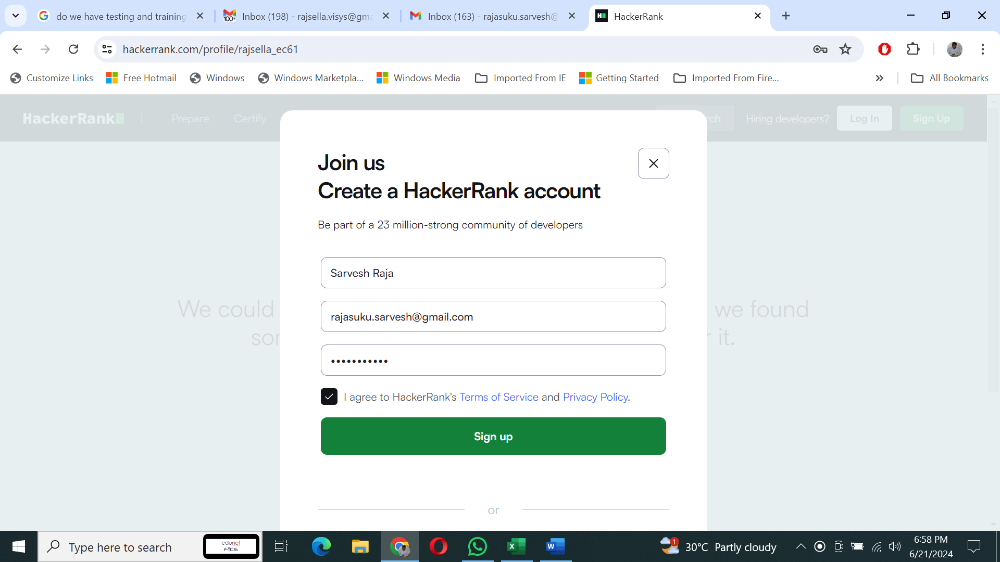 do we have testing and training
Inbox (198) - rajsella.visys@gma
Inbox (163) - rajasuku.sarvesh@
HackerRank
hackerrank.com/profile/rajsella_ec61
Customize Links
Free Hotmail
Windows
Windows Marketpla...
Windows Media
Imported From IE
Getting Started
Imported From Fire...
All Bookmarks
HackerRank
Prepare
Certify
rch
Hiring developers?
Log In
Sign Up
Join us
Create a HackerRank account
Be part of a 23 million-strong community of developers
We could
we found
sor
r it.
Sarvesh Raja
rajasuku.sarvesh@gmail.com
•••••••••••
I agree to HackerRank's Terms of Service and Privacy Policy.
Sign up
or
Type here to search
edunet
FICE
1
30°C Partly cloudy
6:58 PM
6/21/2024